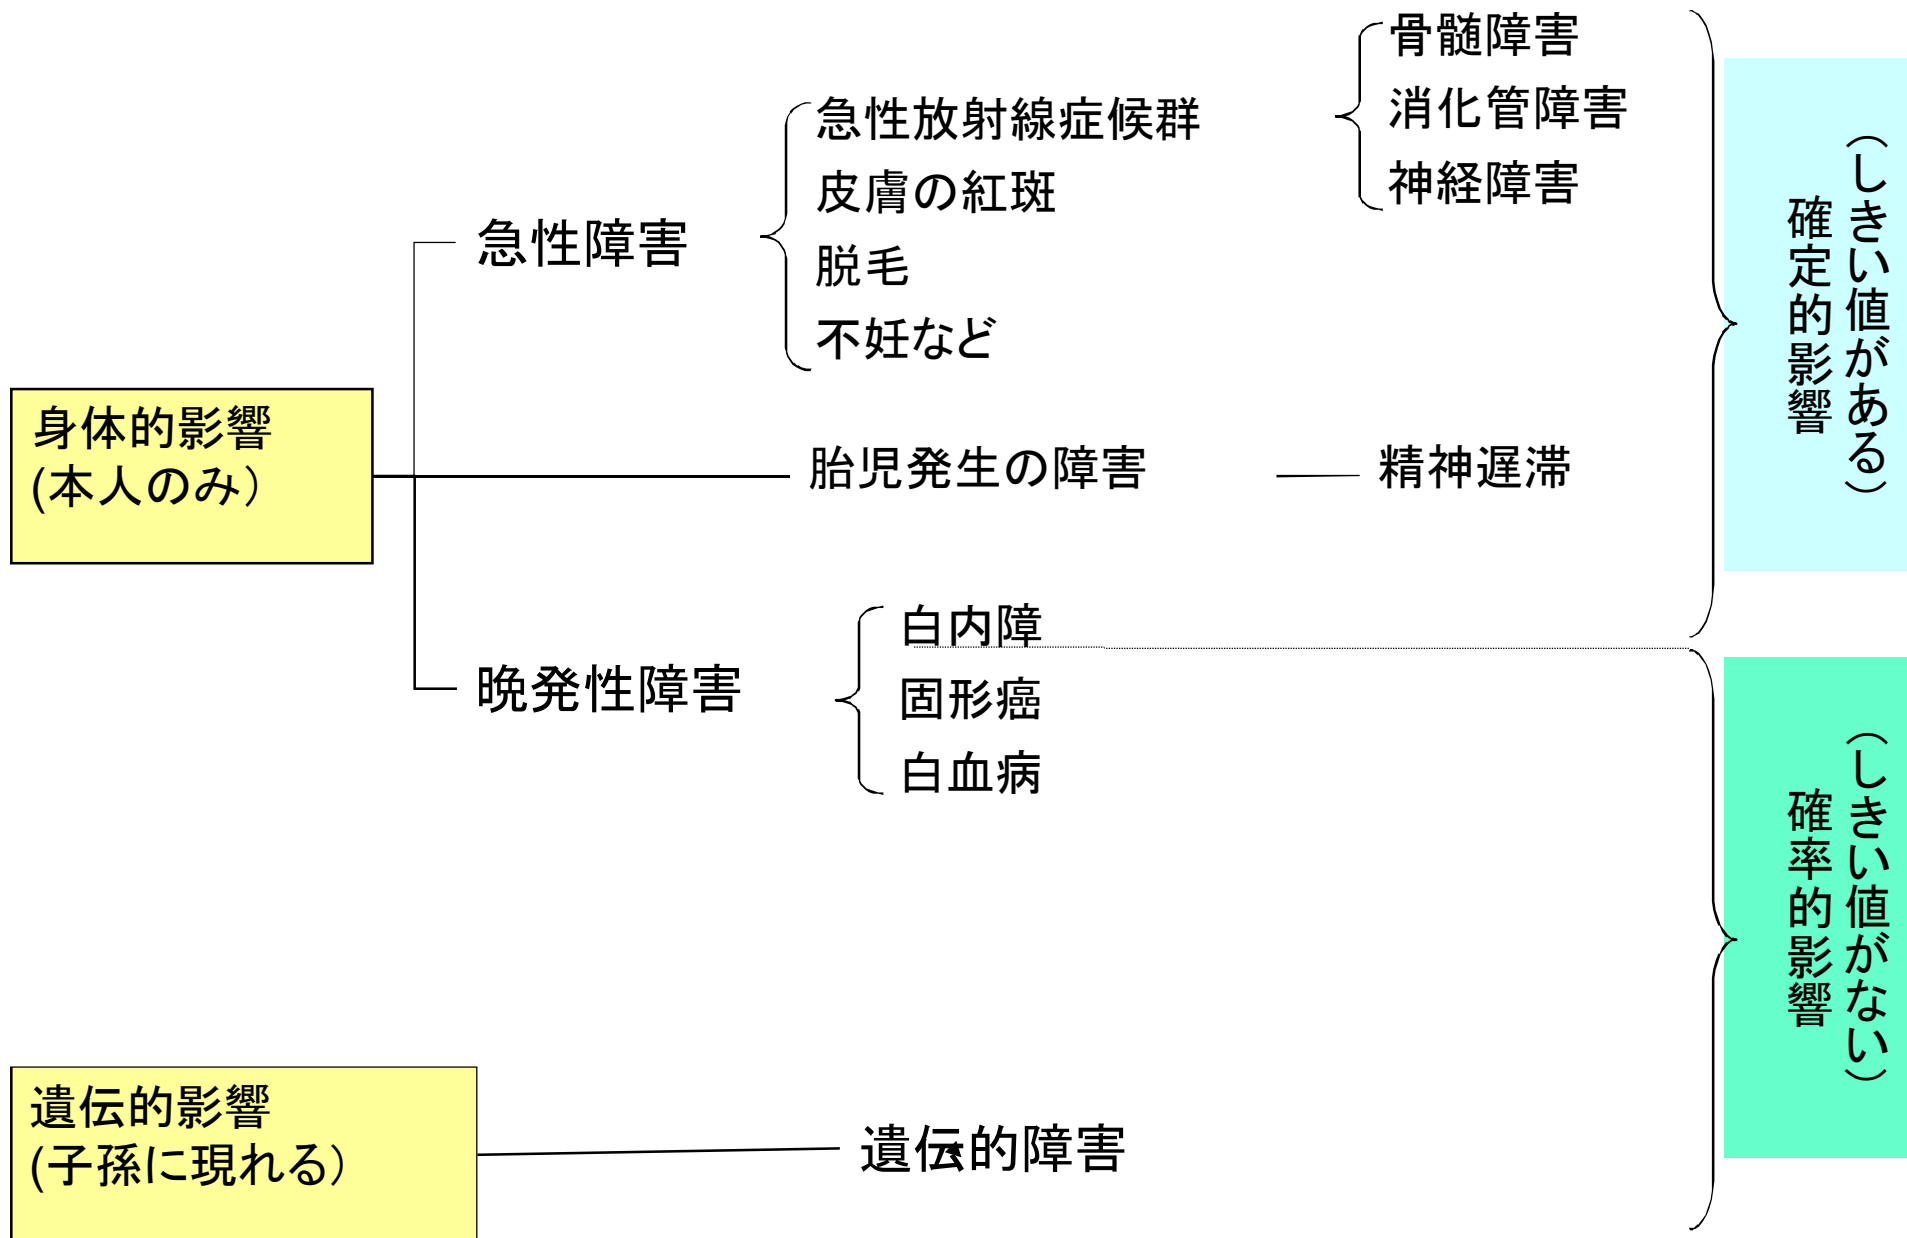 骨髄障害
急性放射線症候群
消化管障害
皮膚の紅斑
神経障害
急性障害
脱毛
不妊など
身体的影響
(本人のみ）
胎児発生の障害
精神遅滞
晩発性障害
白内障
固形癌
白血病
遺伝的影響
(子孫に現れる）
遺伝的障害
（しきい値がある）
確定的影響
（しきい値がない）
確率的影響